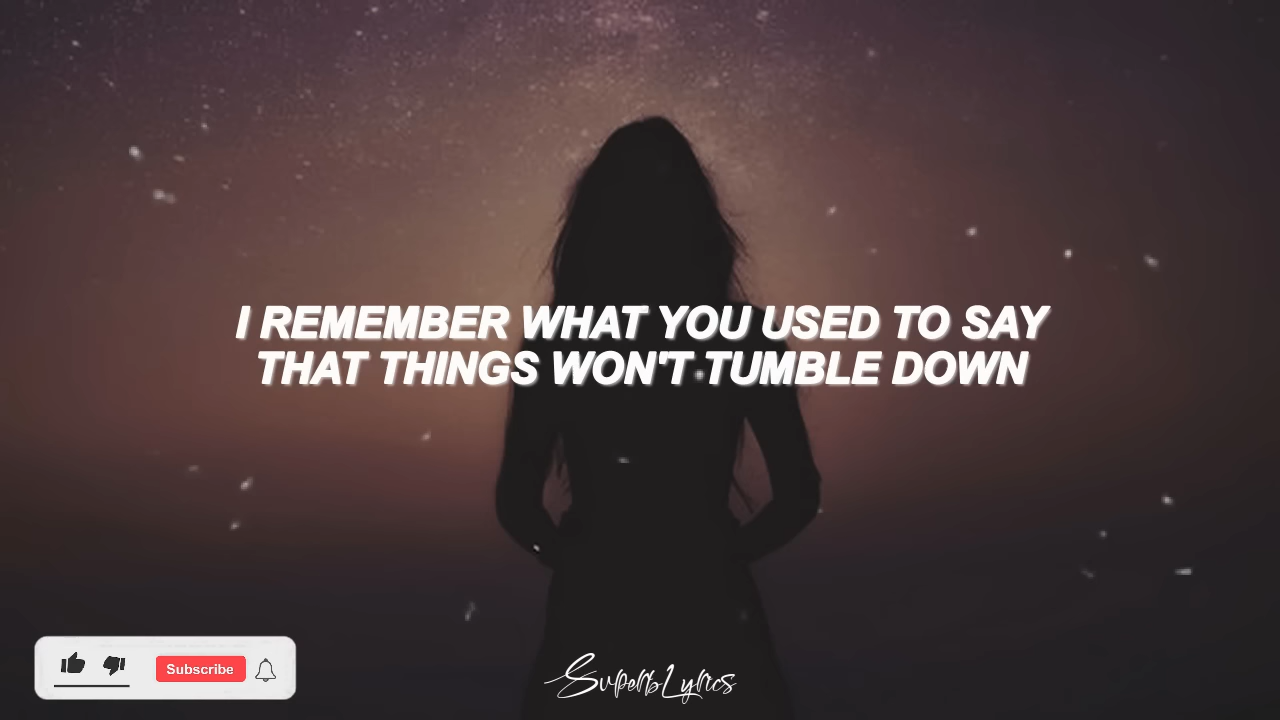 I REMEMBER WHAT YOU USED TO SAY
THAT THINGS WON'T TUMBLE DOWN
Subscribe
SuperbLyrics